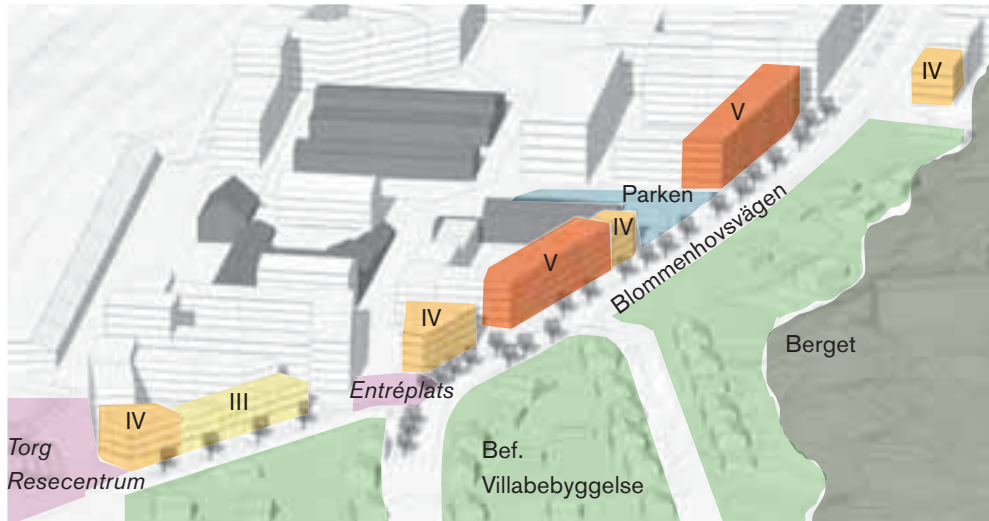 IV
V
Parken
IV
V
Blommenhovsvägen
IV
Berget
Entréplats
III
IV
Torg
Resecentrum
Bef.
Villabebyggelse